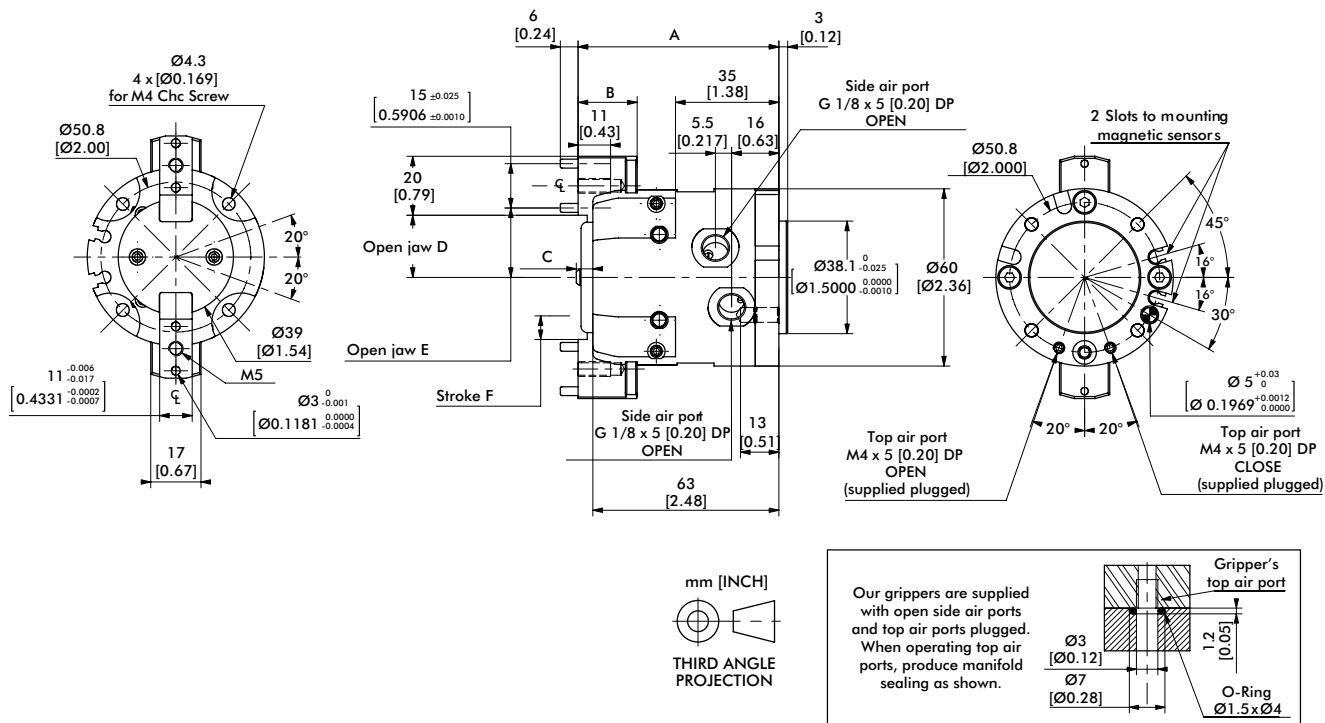 Ø4.3
4 x [Ø0.169]
for M4 Chc Screw
Ø50.8
[Ø2.00]
20°
20°
Ø39
[Ø1.54]
M5
11 -0.006 -0.017
[0.4331 -0.0002 -0.0007]
℄
Ø3 0 -0.001
[Ø0.1181 0.0000 -0.0004]
17
[0.67]
6
[0.24]
A
3
[0.12]
15 ±0.025
[0.5906 ±0.0010]
B
11
[0.43]
35
[1.38]
5.5
[0.217]
16
[0.63]
Side air port
G 1/8 x 5 [0.20] DP
OPEN
20
[0.79]
℄
Open jaw D
C
Ø38.1 0 -0.025
[Ø1.5000 0.0000 -0.0010]
Ø60
[Ø2.36]
Open jaw E
Stroke F
Side air port
G 1/8 x 5 [0.20] DP
OPEN
13
[0.51]
63
[2.48]
2 Slots to mounting
magnetic sensors
Ø50.8
[Ø2.000]
45°
16°
16°
30°
Ø 5 +0.03 0
[Ø 0.1969 +0.0012 0.0000]
20°
20°
Top air port
M4 x 5 [0.20] DP
OPEN
(supplied plugged)
Top air port
M4 x 5 [0.20] DP
CLOSE
(supplied plugged)
mm [INCH]
THIRD ANGLE
PROJECTION
Our grippers are supplied
with open side air ports
and top air ports plugged.
When operating top air
ports, produce manifold
sealing as shown.
Gripper's
top air port
1.2
[0.05]
Ø3
[Ø0.12]
Ø7
[Ø0.28]
O-Ring
Ø1.5xØ4